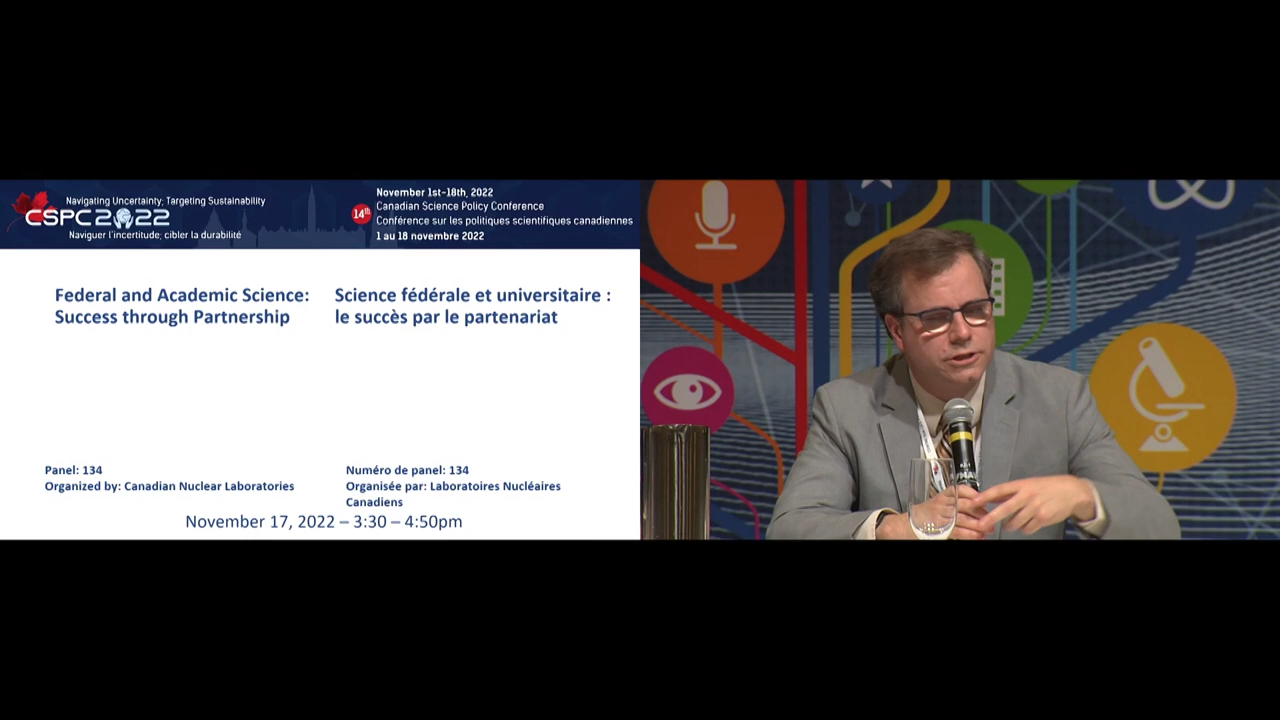 Navigating Uncertainty; Targeting Sustainability
CSPC 2022
Naviguer l'incertitude; cibler la durabilité
14th
November 1st-18th, 2022
Canadian Science Policy Conference
Conférence sur les politiques scientifiques canadiennes
1 au 18 novembre 2022
Federal and Academic Science:
Success through Partnership
Science fédérale et universitaire :
le succès par le partenariat
Panel: 134
Organized by: Canadian Nuclear Laboratories
Numéro de panel: 134
Organisée par: Laboratoires Nucléaires
Canadiens
November 17, 2022 – 3:30 – 4:50pm